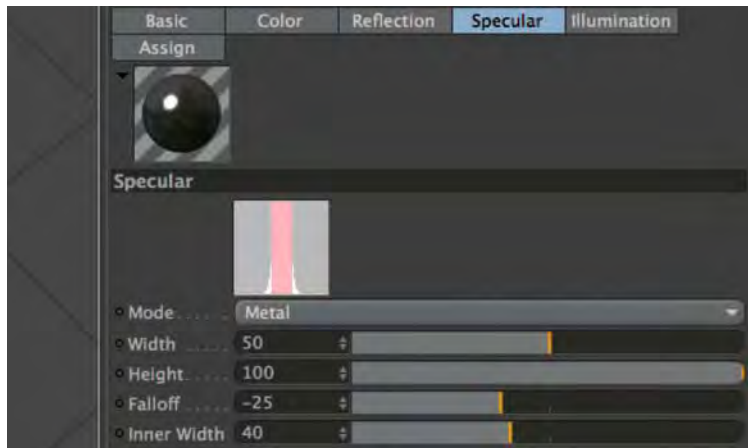 Basic Color Reflection Specular Illumination
Assign
Specular
Mode Metal
Width 50
Height 100
Falloff -25
Inner Width 40